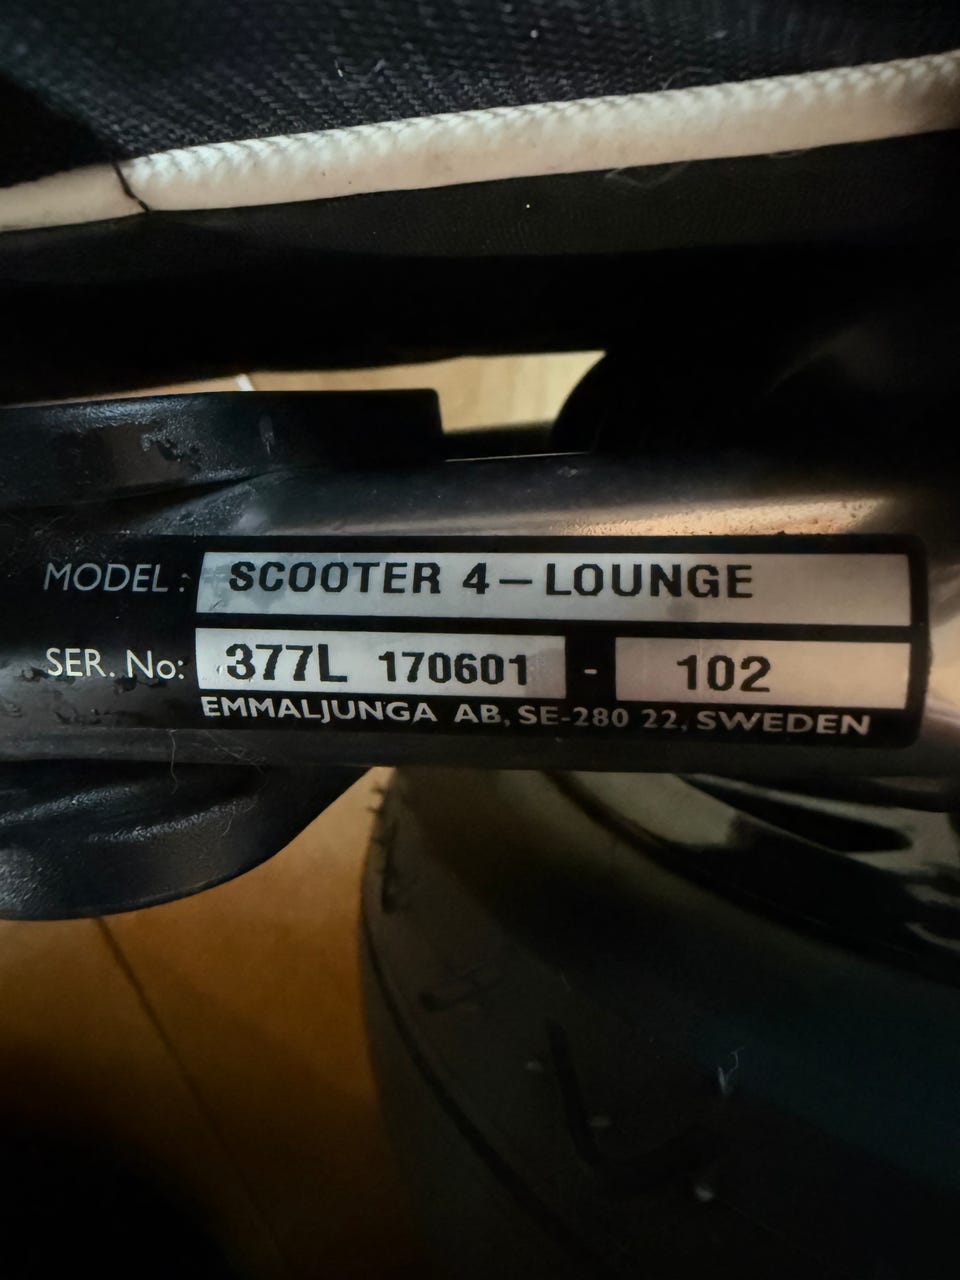 MODEL: SCOOTER 4-LOUNGE
SER. No: 377L 170601 - 102
EMMALJUNGA AB, SE-280 22, SWEDEN